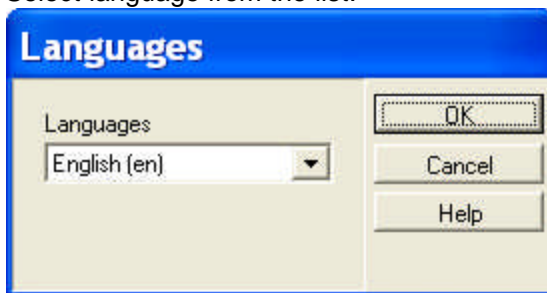 Select language from the list.
Languages
Languages
English (en)
OK
Cancel
Help